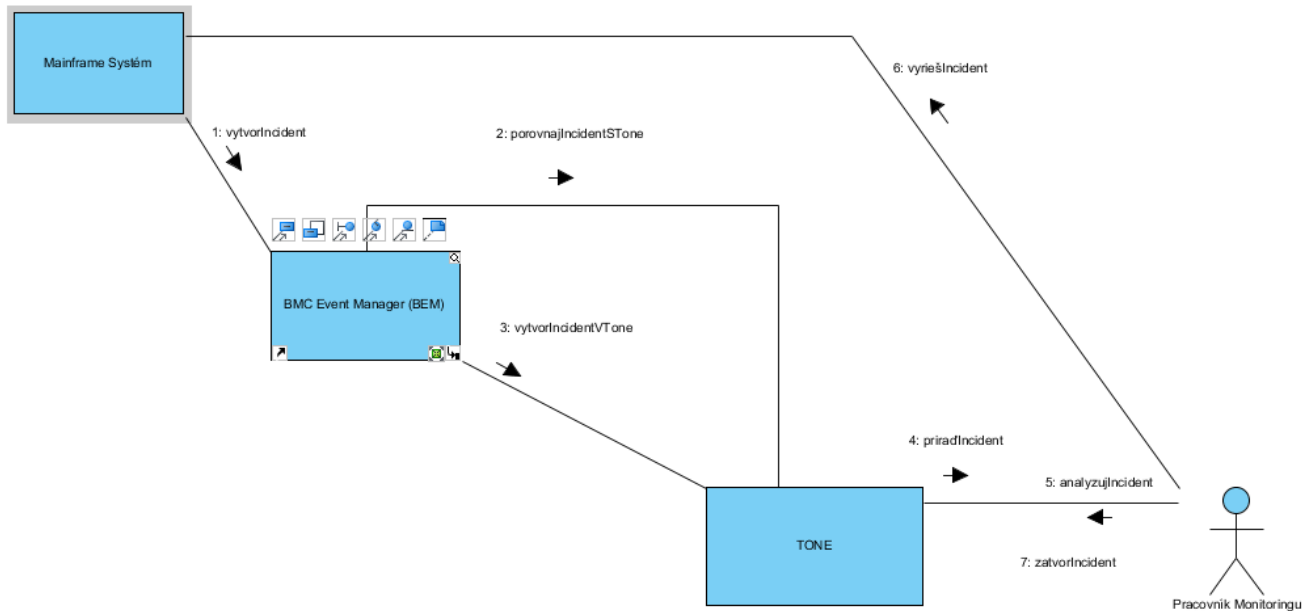 Mainframe Systém
6: vyriešIncident
1: vytvorIncident
2: porovnajIncidentSTone
BMC Event Manager (BEM)
3: vytvorIncidentVTone
4: priraďIncident
5: analyzujIncident
TONE
7: zatvorIncident
Pracovník Monitoringu